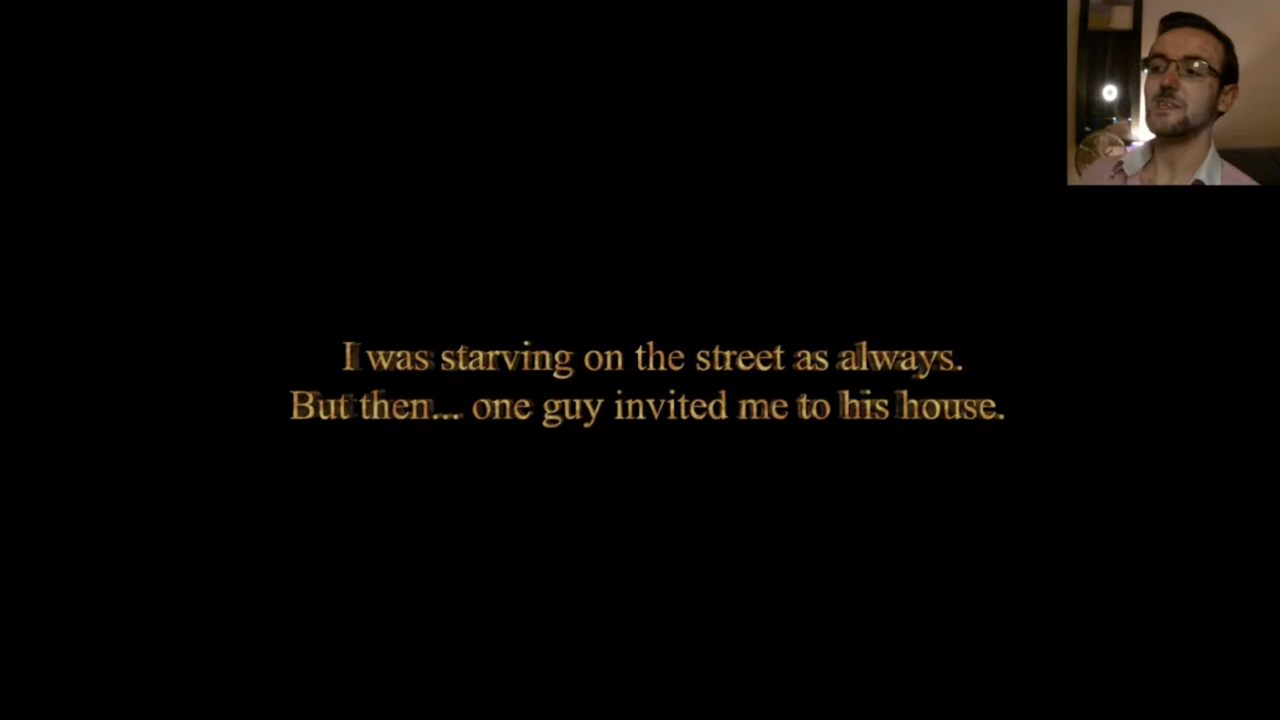 I was starving on the street as always.
But then... one guy invited me to his house.